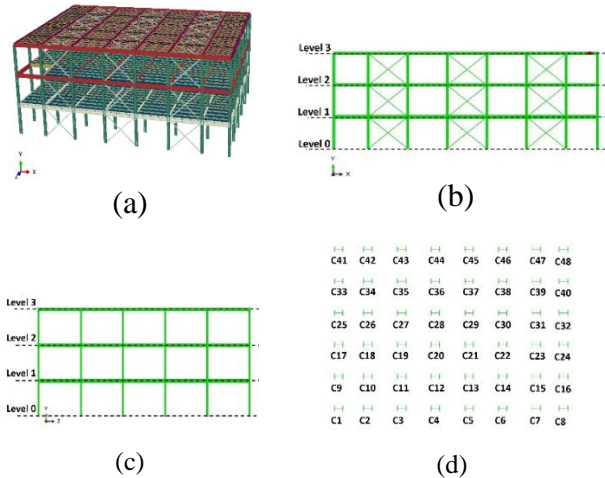 Y
X
Z
(a)
Level 3
Level 2
Level 1
Level 0
Y
X
(b)
Level 3
Level 2
Level 1
Level 0
Y
Z
(c)
C41 C42 C43 C44 C45 C46 C47 C48
C33 C34 C35 C36 C37 C38 C39 C40
C25 C26 C27 C28 C29 C30 C31 C32
C17 C18 C19 C20 C21 C22 C23 C24
C9 C10 C11 C12 C13 C14 C15 C16
C1 C2 C3 C4 C5 C6 C7 C8
(d)